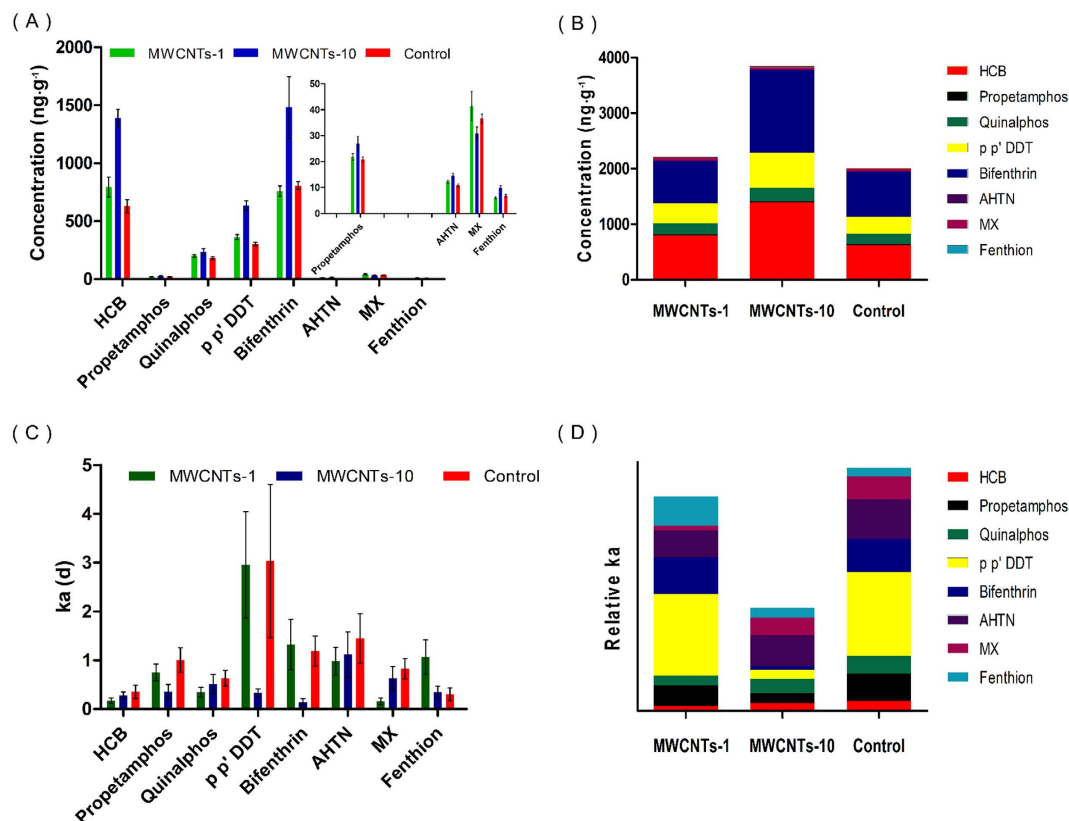 ( A )
MWCNTs-1 MWCNTs-10 Control
Concentration (ng·g⁻¹)
2000
1500
1000
500
0
50
40
30
20
10
0
Propetamphos
AHTN
MX
Fenthion
HCB
Propetamphos
Quinalphos
p p' DDT
Bifenthrin
AHTN
MX
Fenthion
( B )
Concentration (ng·g⁻¹)
4000
3000
2000
1000
0
MWCNTs-1 MWCNTs-10 Control
HCB
Propetamphos
Quinalphos
p p' DDT
Bifenthrin
AHTN
MX
Fenthion
( C )
MWCNTs-1 MWCNTs-10 Control
ka (d)
5
4
3
2
1
0
HCB
Propetamphos
Quinalphos
p p' DDT
Bifenthrin
AHTN
MX
Fenthion
( D )
Relative ka
MWCNTs-1 MWCNTs-10 Control
HCB
Propetamphos
Quinalphos
p p' DDT
Bifenthrin
AHTN
MX
Fenthion